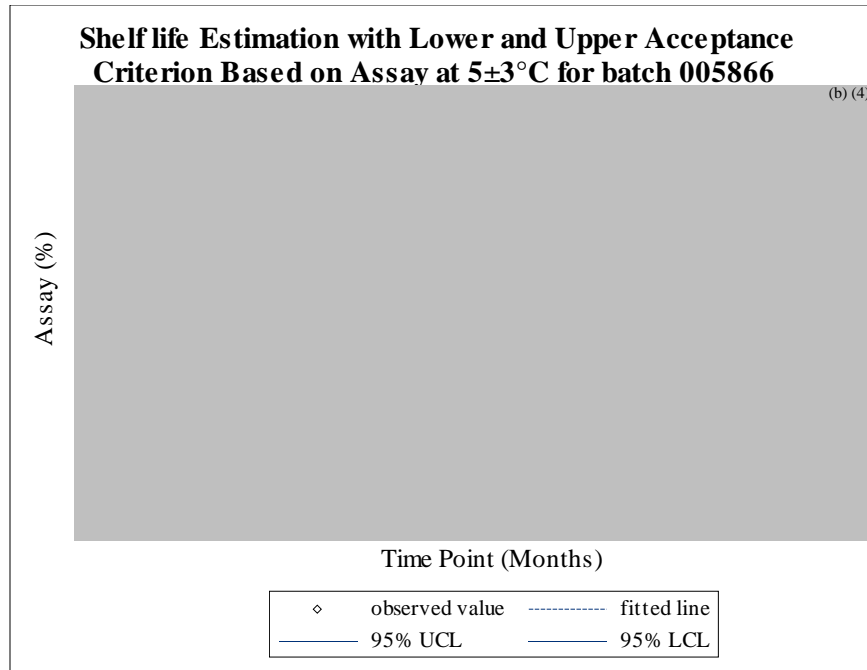 Shelf life Estimation with Lower and Upper Acceptance
Criterion Based on Assay at 5±3°C for batch 005866
(b) (4)
Assay (%)
Time Point (Months)
observed value fitted line
95% UCL 95% LCL